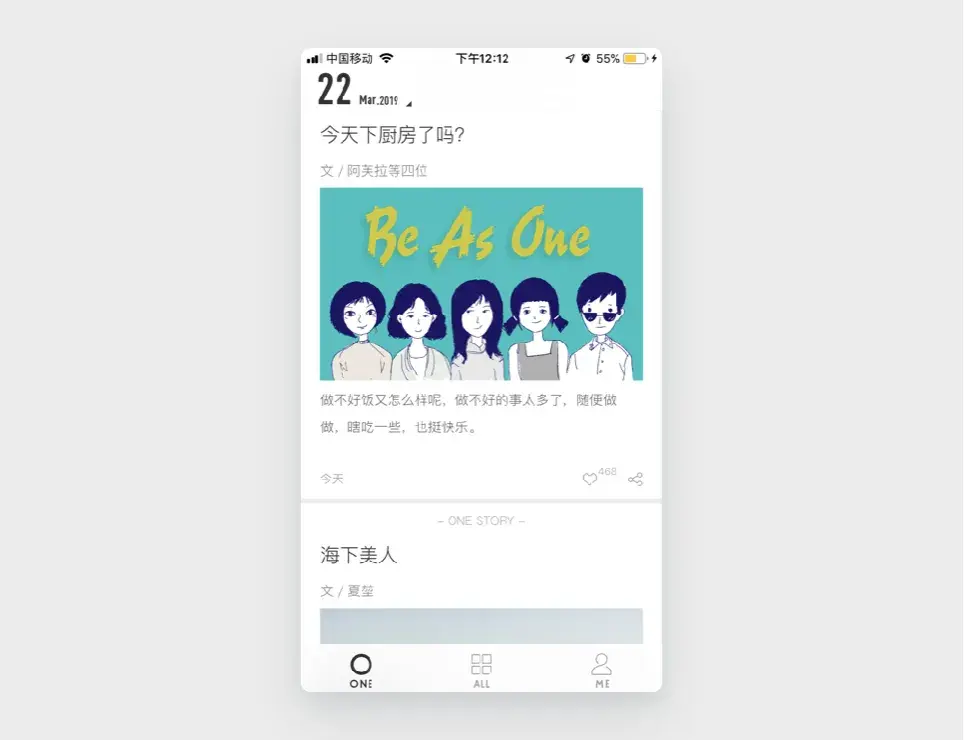 中国移动 下午12:12 55%
22 Mar.2019
今天下厨房了吗?
文 / 阿芙拉等四位
Be As One
做不好饭又怎么样呢，做不好的事太多了，随便做
做，瞎吃一些，也挺快乐。
今天 468
- ONE STORY -
海下美人
文 / 夏堃
ONE ALL ME